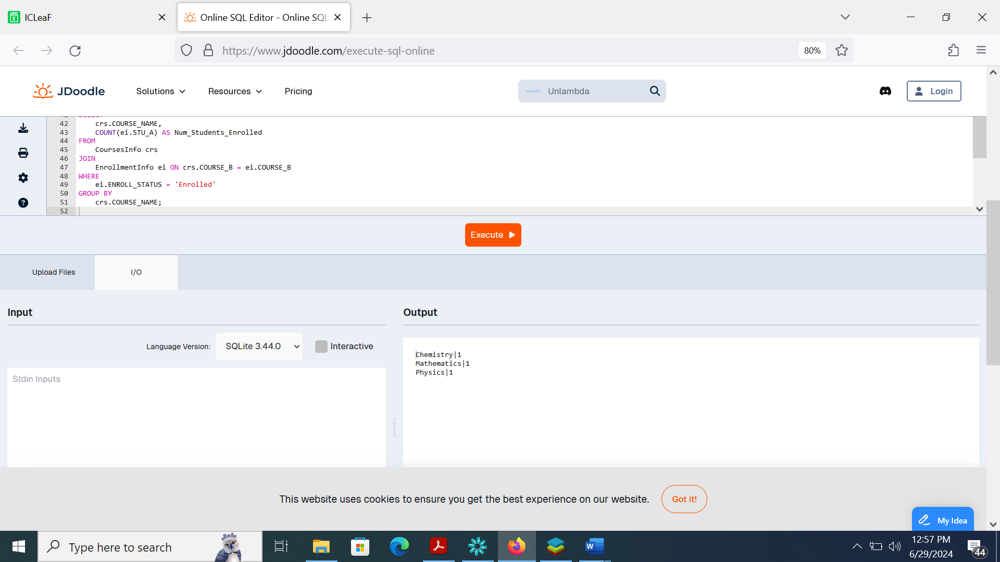 ICLeaF
Online SQL Editor - Online SQL
https://www.jdoodle.com/execute-sql-online
80%
JDoodle
Solutions
Resources
Pricing
Unlambda
Unlambda
Login
42 crs.COURSE_NAME,
43 COUNT(ei.STU_A) AS Num_Students_Enrolled
44 FROM
45 CoursesInfo crs
46 JOIN
47 EnrollmentInfo ei ON crs.COURSE_B = ei.COURSE_B
48 WHERE
49 ei.ENROLL_STATUS = 'Enrolled'
50 GROUP BY
51 crs.COURSE_NAME;
52
Execute
Upload Files
I/O
Input
Output
Language Version:
SQLite 3.44.0
Interactive
Stdin Inputs
Chemistry|1
Mathematics|1
Physics|1
This website uses cookies to ensure you get the best experience on our website.
Got it!
My Idea
Type here to search
12:57 PM
6/29/2024
44